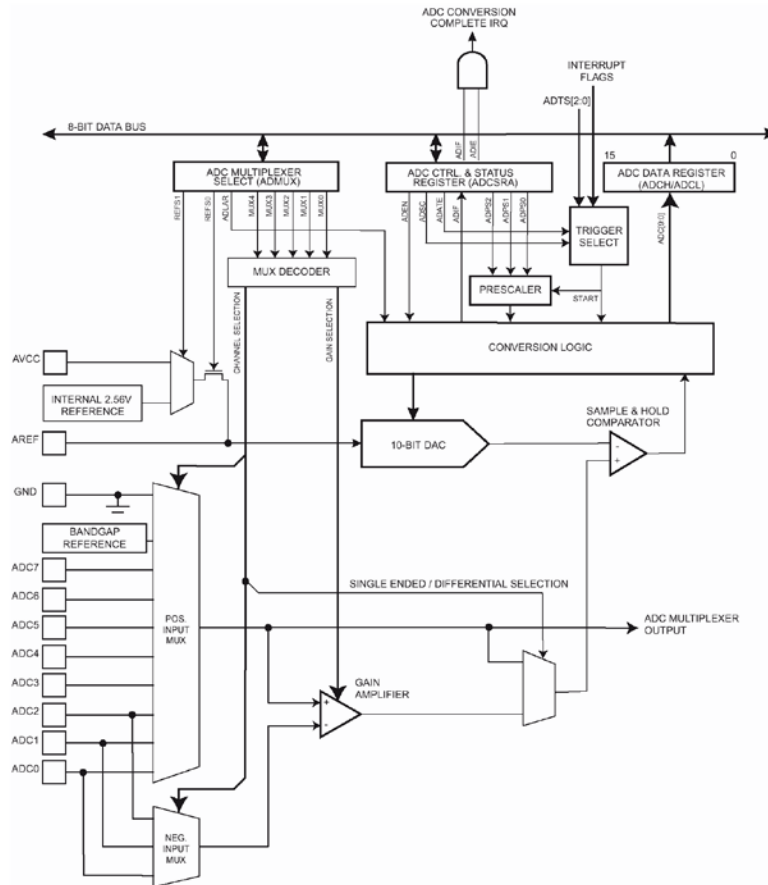 ADC CONVERSION
COMPLETE IRQ
INTERRUPT
FLAGS
ADTS[2:0]
8-BIT DATA BUS
ADIF
ADIE
15
0
ADC MULTIPLEXER
SELECT (ADMUX)
ADC CTRL. & STATUS
REGISTER (ADCSRA)
ADC DATA REGISTER
(ADCH/ADCL)
REFS1
REFS0
ADLAR
MUX4
MUX3
MUX2
MUX1
MUX0
ADEN
ADSC
ADATE
ADIF
ADPS2
ADPS1
ADPS0
ADC[9:0]
TRIGGER
SELECT
MUX DECODER
PRESCALER
START
CHANNEL SELECTION
GAIN SELECTION
CONVERSION LOGIC
AVCC
INTERNAL 2.56V
REFERENCE
SAMPLE & HOLD
COMPARATOR
AREF
10-BIT DAC
-
+
GND
BANDGAP
REFERENCE
ADC7
SINGLE ENDED / DIFFERENTIAL SELECTION
ADC6
ADC5
POS.
INPUT
MUX
ADC MULTIPLEXER
OUTPUT
ADC4
ADC3
GAIN
AMPLIFIER
+
-
ADC2
ADC1
ADC0
NEG.
INPUT
MUX